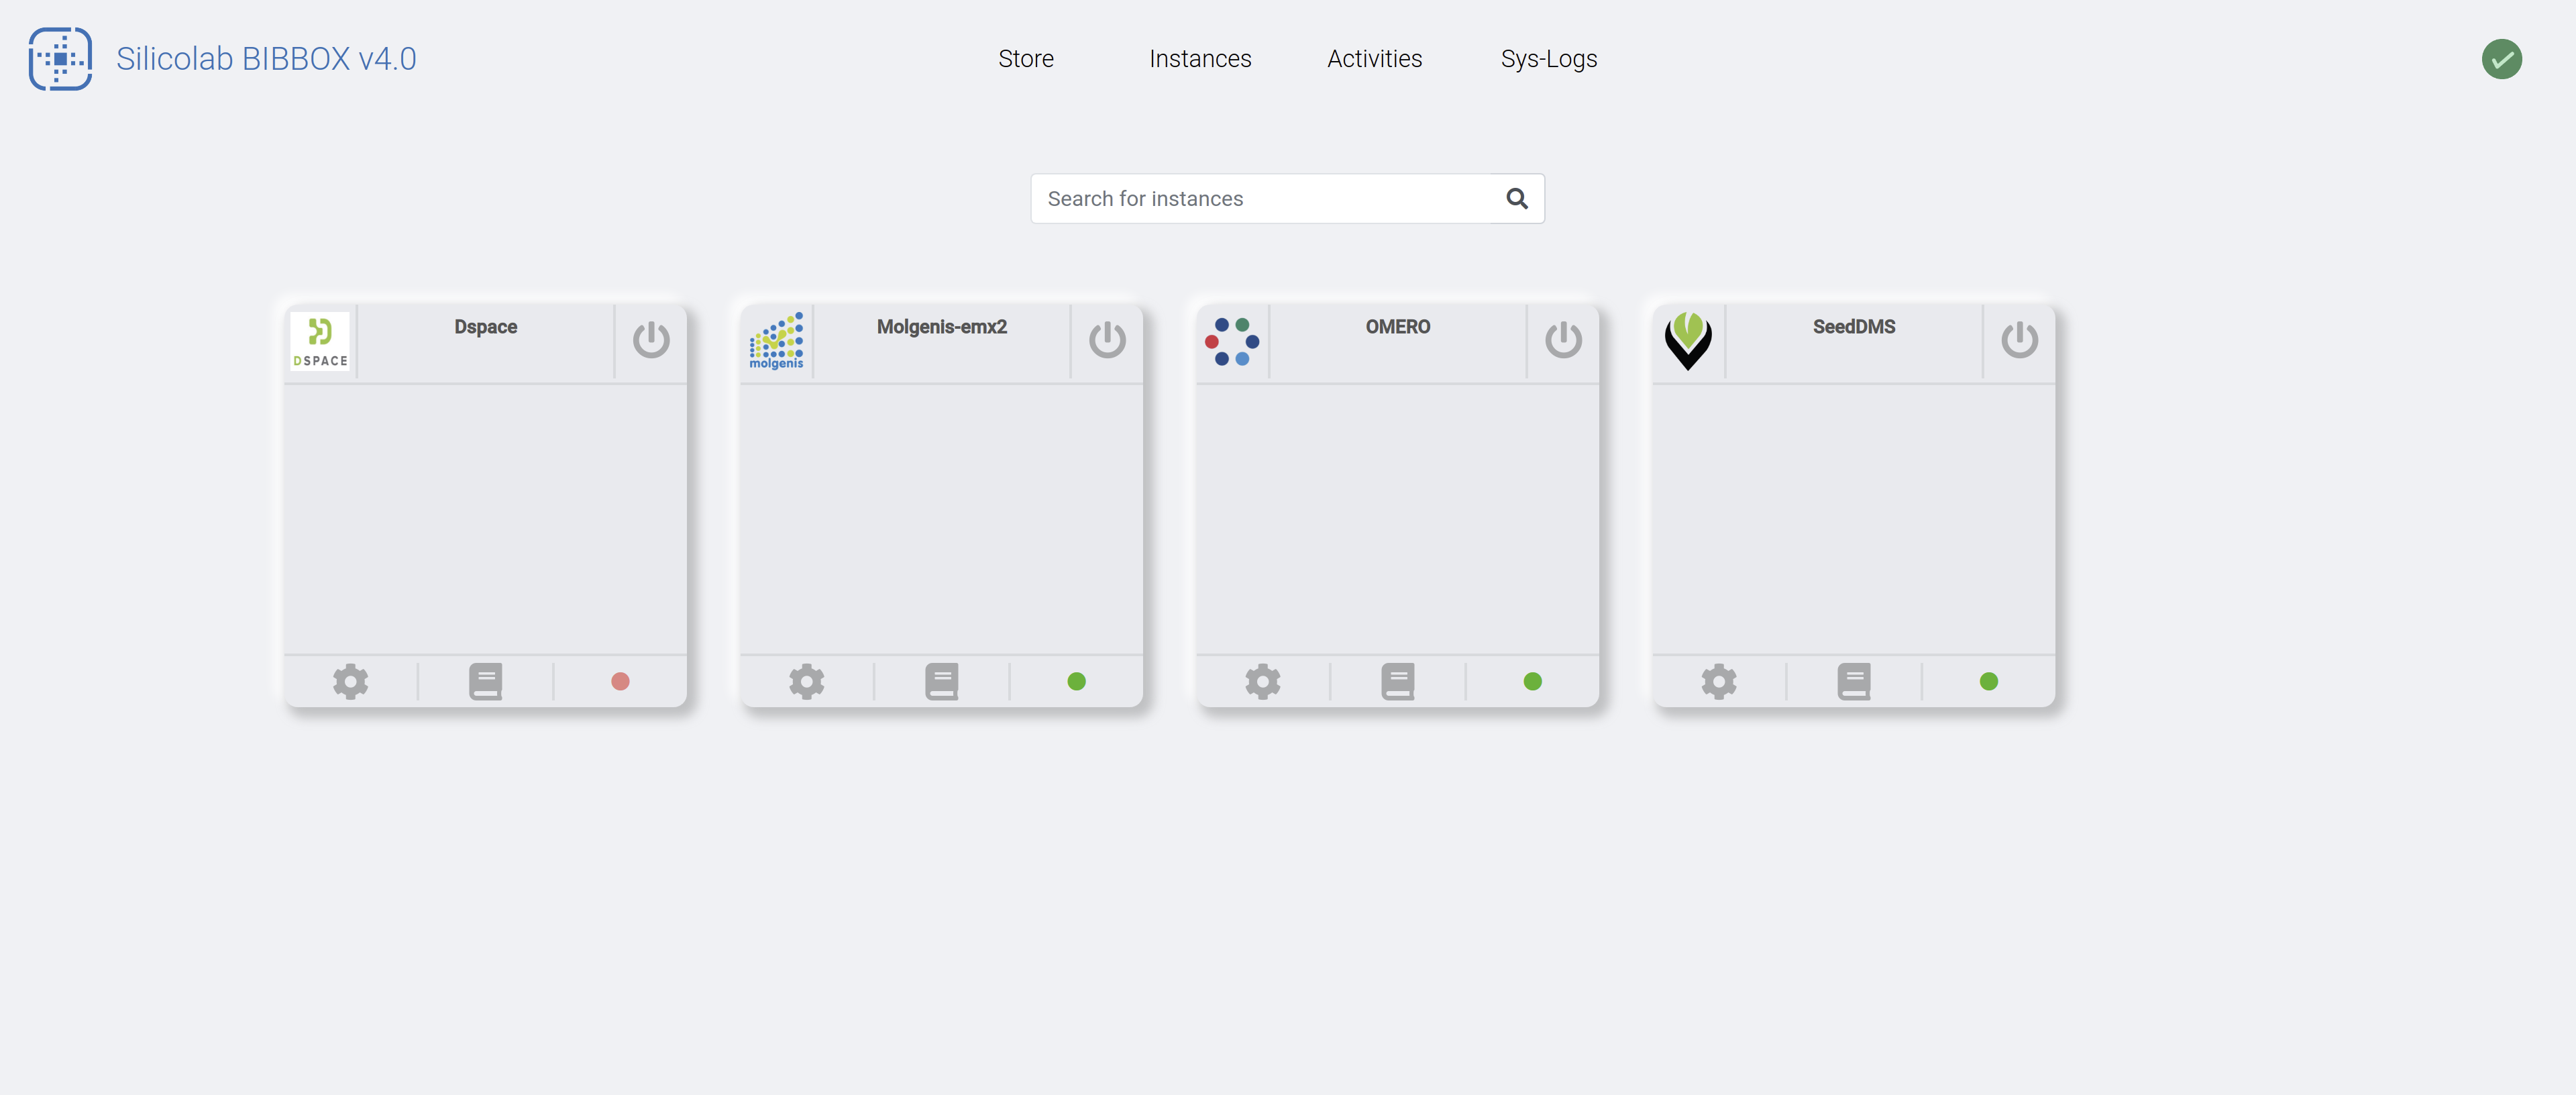 Silicolab BIBBOX v4.0
Store
Instances
Activities
Sys-Logs
Search for instances
DSPACE
Dspace
molgenis
Molgenis-emx2
OMERO
SeedDMS